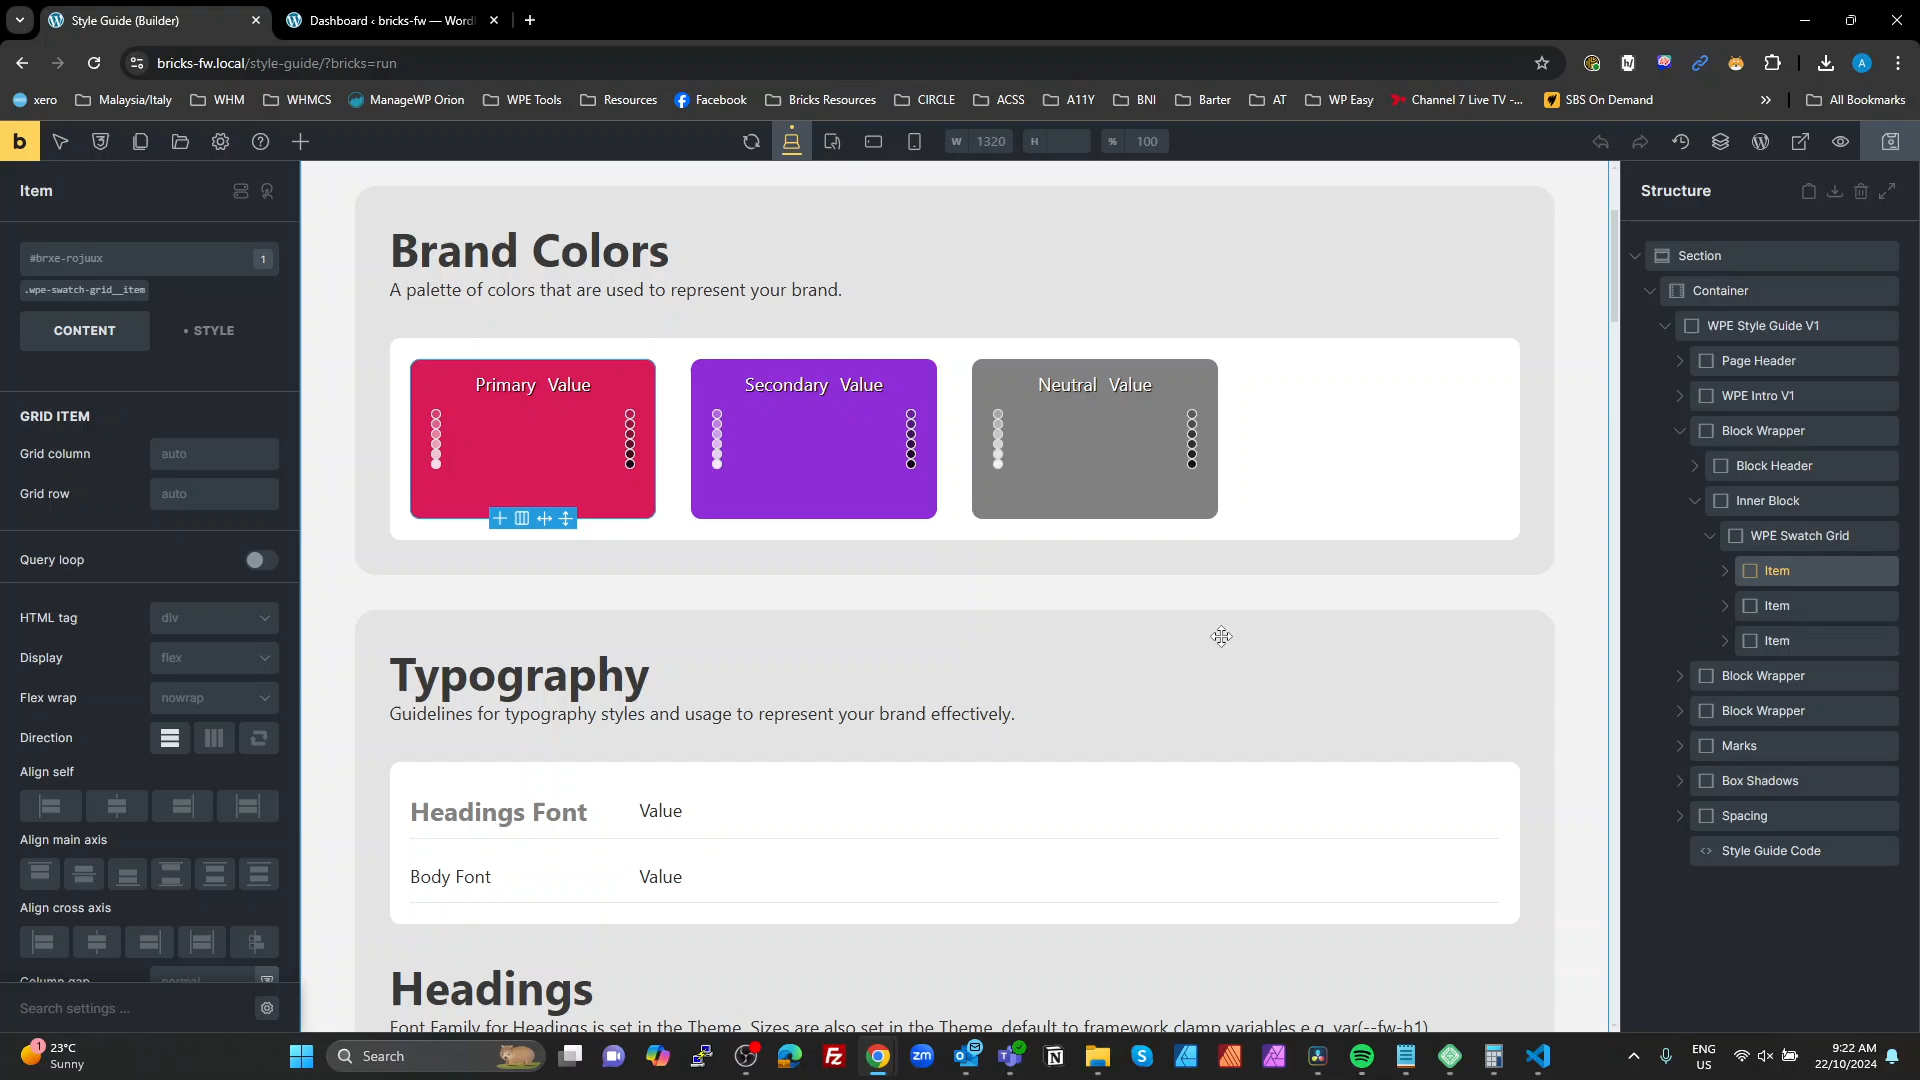 Style Guide (Builder)
Dashboard ‹ bricks-fw — Word
bricks-fw.local/style-guide/?bricks=run
A
xero
Malaysia/Italy
WHM
WHMCS
ManageWP Orion
WPE Tools
Resources
Facebook
Bricks Resources
CIRCLE
ACSS
A11Y
BNI
Barter
AT
WP Easy
Channel 7 Live TV -...
SBS On Demand
»
All Bookmarks
b
W 1320
H
% 100
Item
#brxe-rojuux 1
.wpe-swatch-grid__item
CONTENT
• STYLE
GRID ITEM
Grid column auto
Grid row auto
Query loop
HTML tag div
Display flex
Flex wrap nowrap
Direction
Align self
Align main axis
Align cross axis
Column gap normal
Search settings ...
Brand Colors
A palette of colors that are used to represent your brand.
Primary Value
Secondary Value
Neutral Value
Typography
Guidelines for typography styles and usage to represent your brand effectively.
Headings Font Value
Body Font Value
Headings
Font Family for Headings is set in the Theme. Sizes are also set in the Theme, default to framework clamp variables e.g. var(--fw-h1)
Structure
Section
Container
WPE Style Guide V1
Page Header
WPE Intro V1
Block Wrapper
Block Header
Inner Block
WPE Swatch Grid
Item
Item
Item
Block Wrapper
Block Wrapper
Marks
Box Shadows
Spacing
Style Guide Code
1
23°C
Sunny
Search
Fz
zm
ENG
US
9:22 AM
22/10/2024